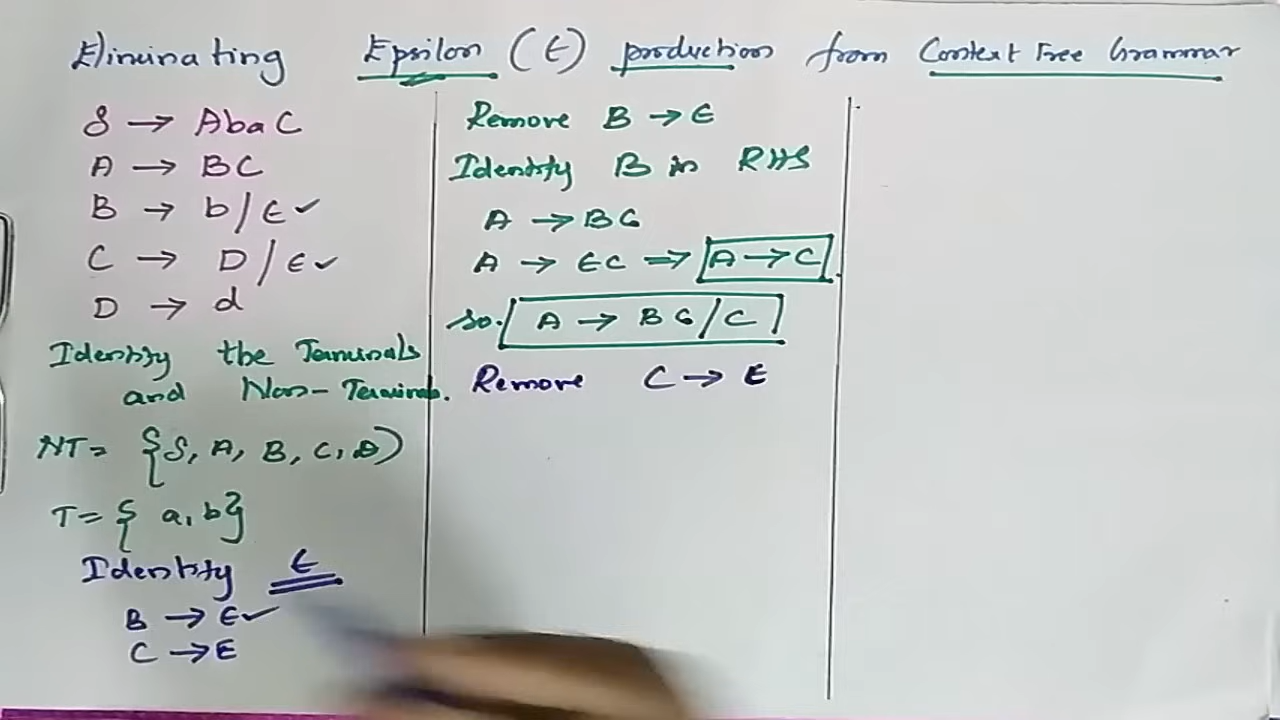 Eliminating Epsilon (ϵ) production from Context Free Grammar
S → AbaC
A → BC
B → b/ϵ ✓
C → D/ϵ ✓
D → d
Identify the Terminals
and Non-Terminals.
NT= {S, A, B, C, D)
T= { a, b}
Identify ϵ
B → ϵ ✓
C → ϵ
Remove B → ϵ
Identify B in RHS
A → BC
A → ϵC ⇒ A → C.
so. A → BC/C
Remove C → ϵ